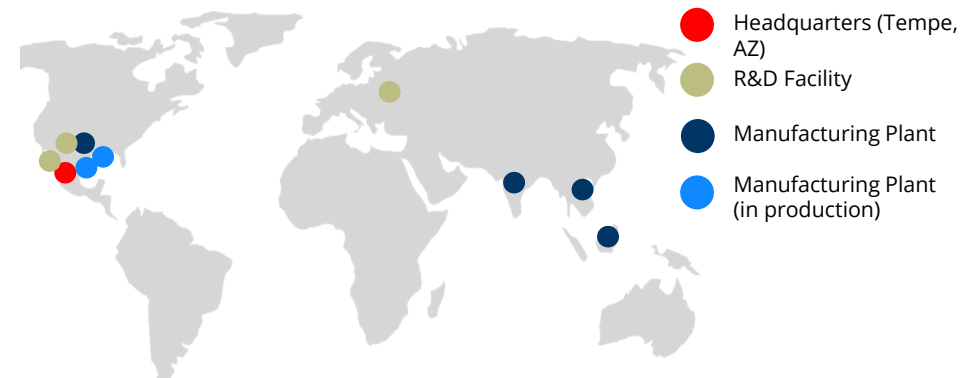 Headquarters (Tempe,
AZ)
R&D Facility
Manufacturing Plant
Manufacturing Plant
(in production)